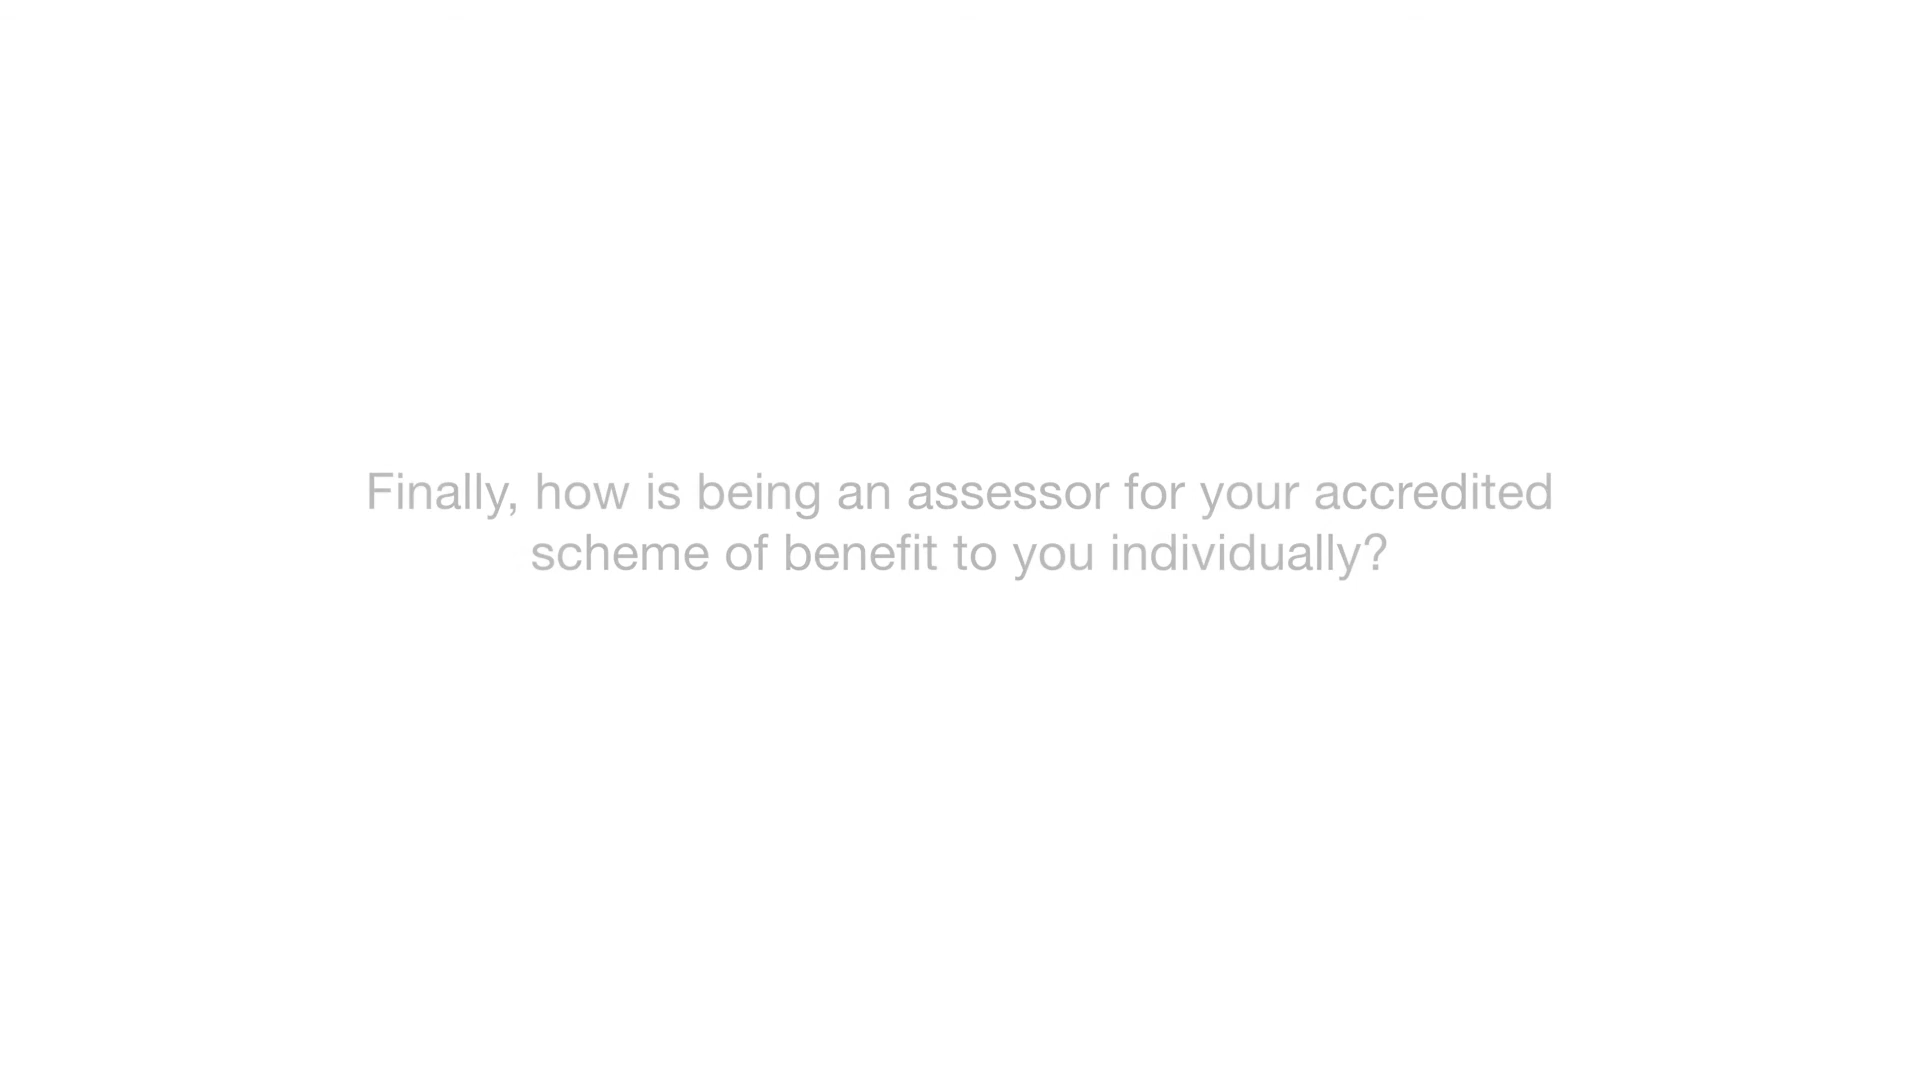 Finally, how is being an assessor for your accredited
scheme of benefit to you individually?